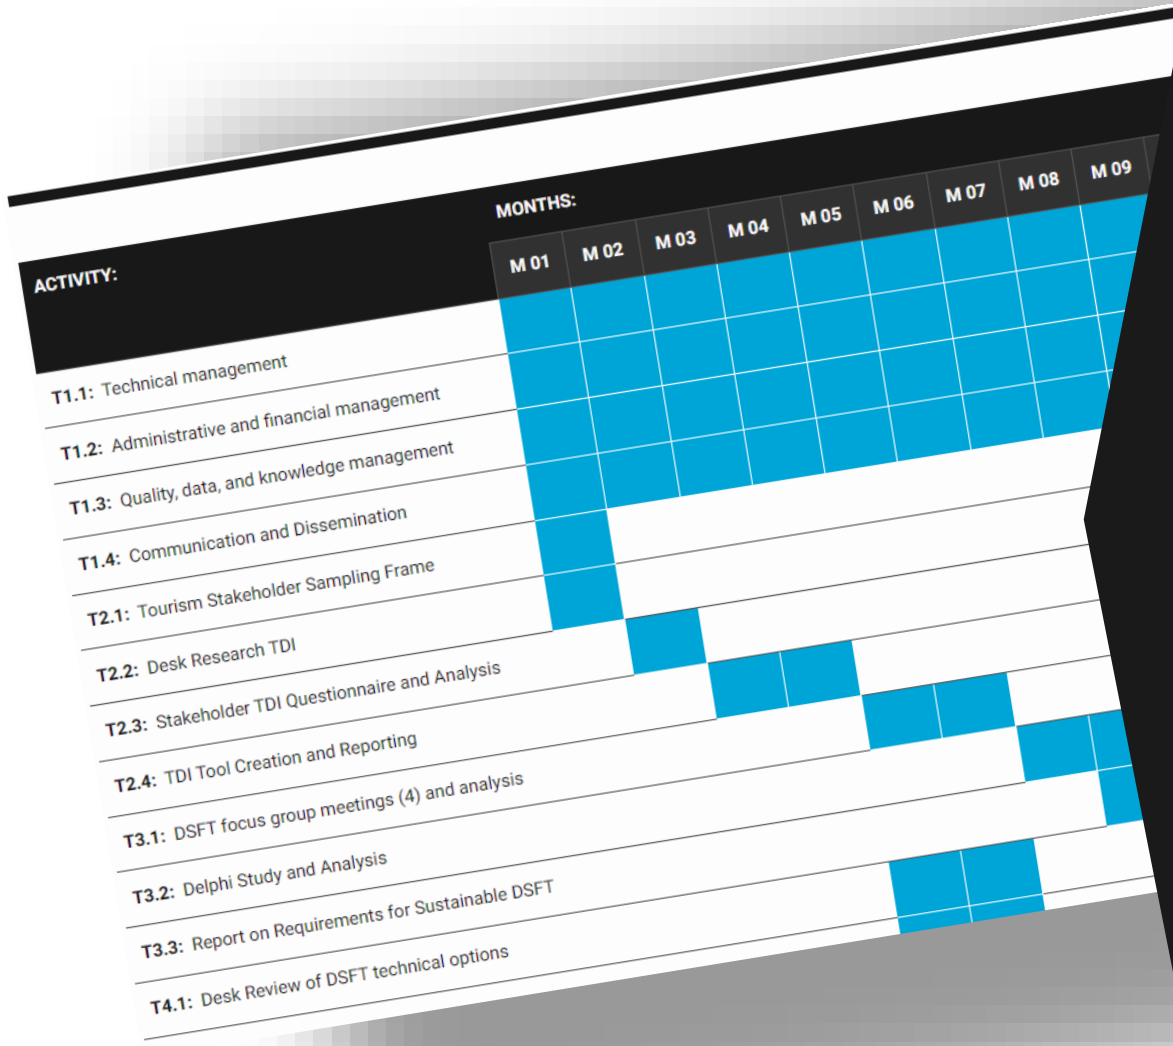 MONTHS:
ACTIVITY:
M 01 M 02 M 03 M 04 M 05 M 06 M 07 M 08 M 09
T1.1: Technical management
T1.2: Administrative and financial management
T1.3: Quality, data, and knowledge management
T1.4: Communication and Dissemination
T2.1: Tourism Stakeholder Sampling Frame
T2.2: Desk Research TDI
T2.3: Stakeholder TDI Questionnaire and Analysis
T2.4: TDI Tool Creation and Reporting
T3.1: DSFT focus group meetings (4) and analysis
T3.2: Delphi Study and Analysis
T3.3: Report on Requirements for Sustainable DSFT
T4.1: Desk Review of DSFT technical options